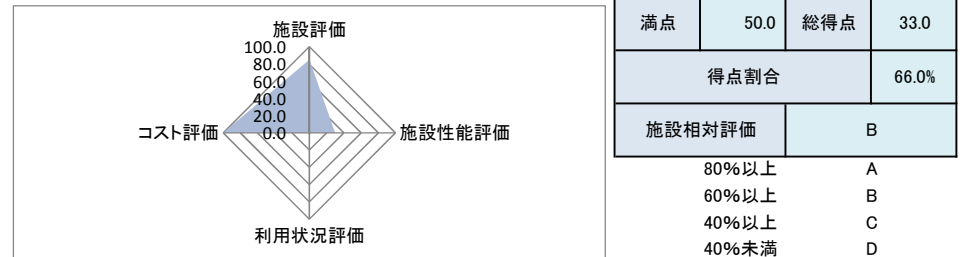 施設評価
100.0
80.0
60.0
40.0
20.0
0.0
コスト評価
施設性能評価
利用状況評価
満点 50.0 総得点 33.0
得点割合 66.0%
施設相対評価 B
80%以上 A
60%以上 B
40%以上 C
40%未満 D